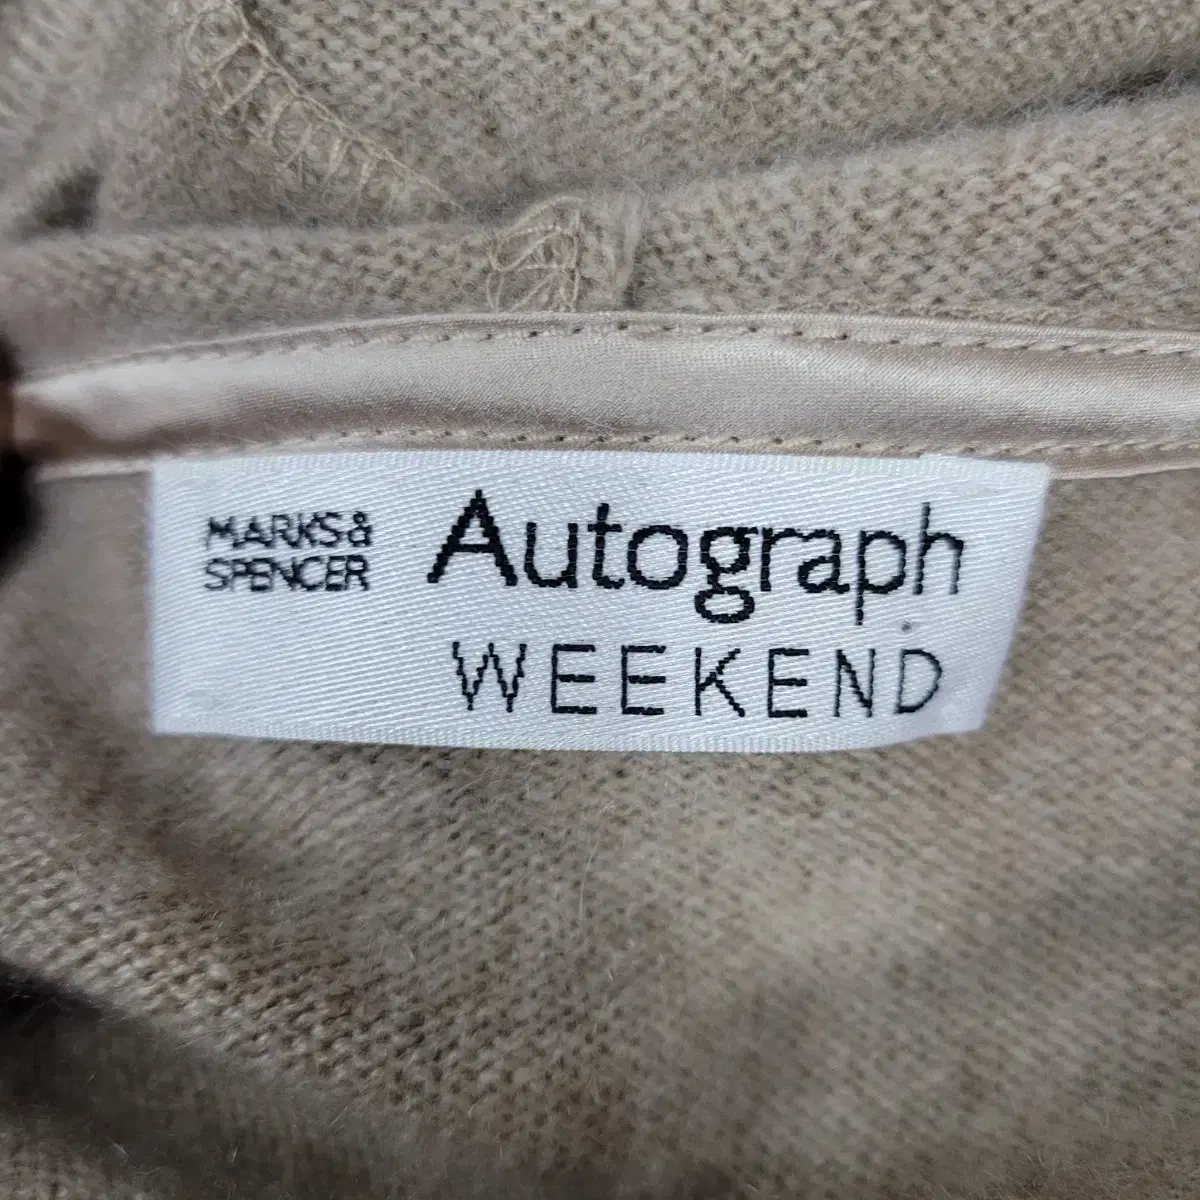 MARKS &
SPENCER
Autograph
WEEKEND